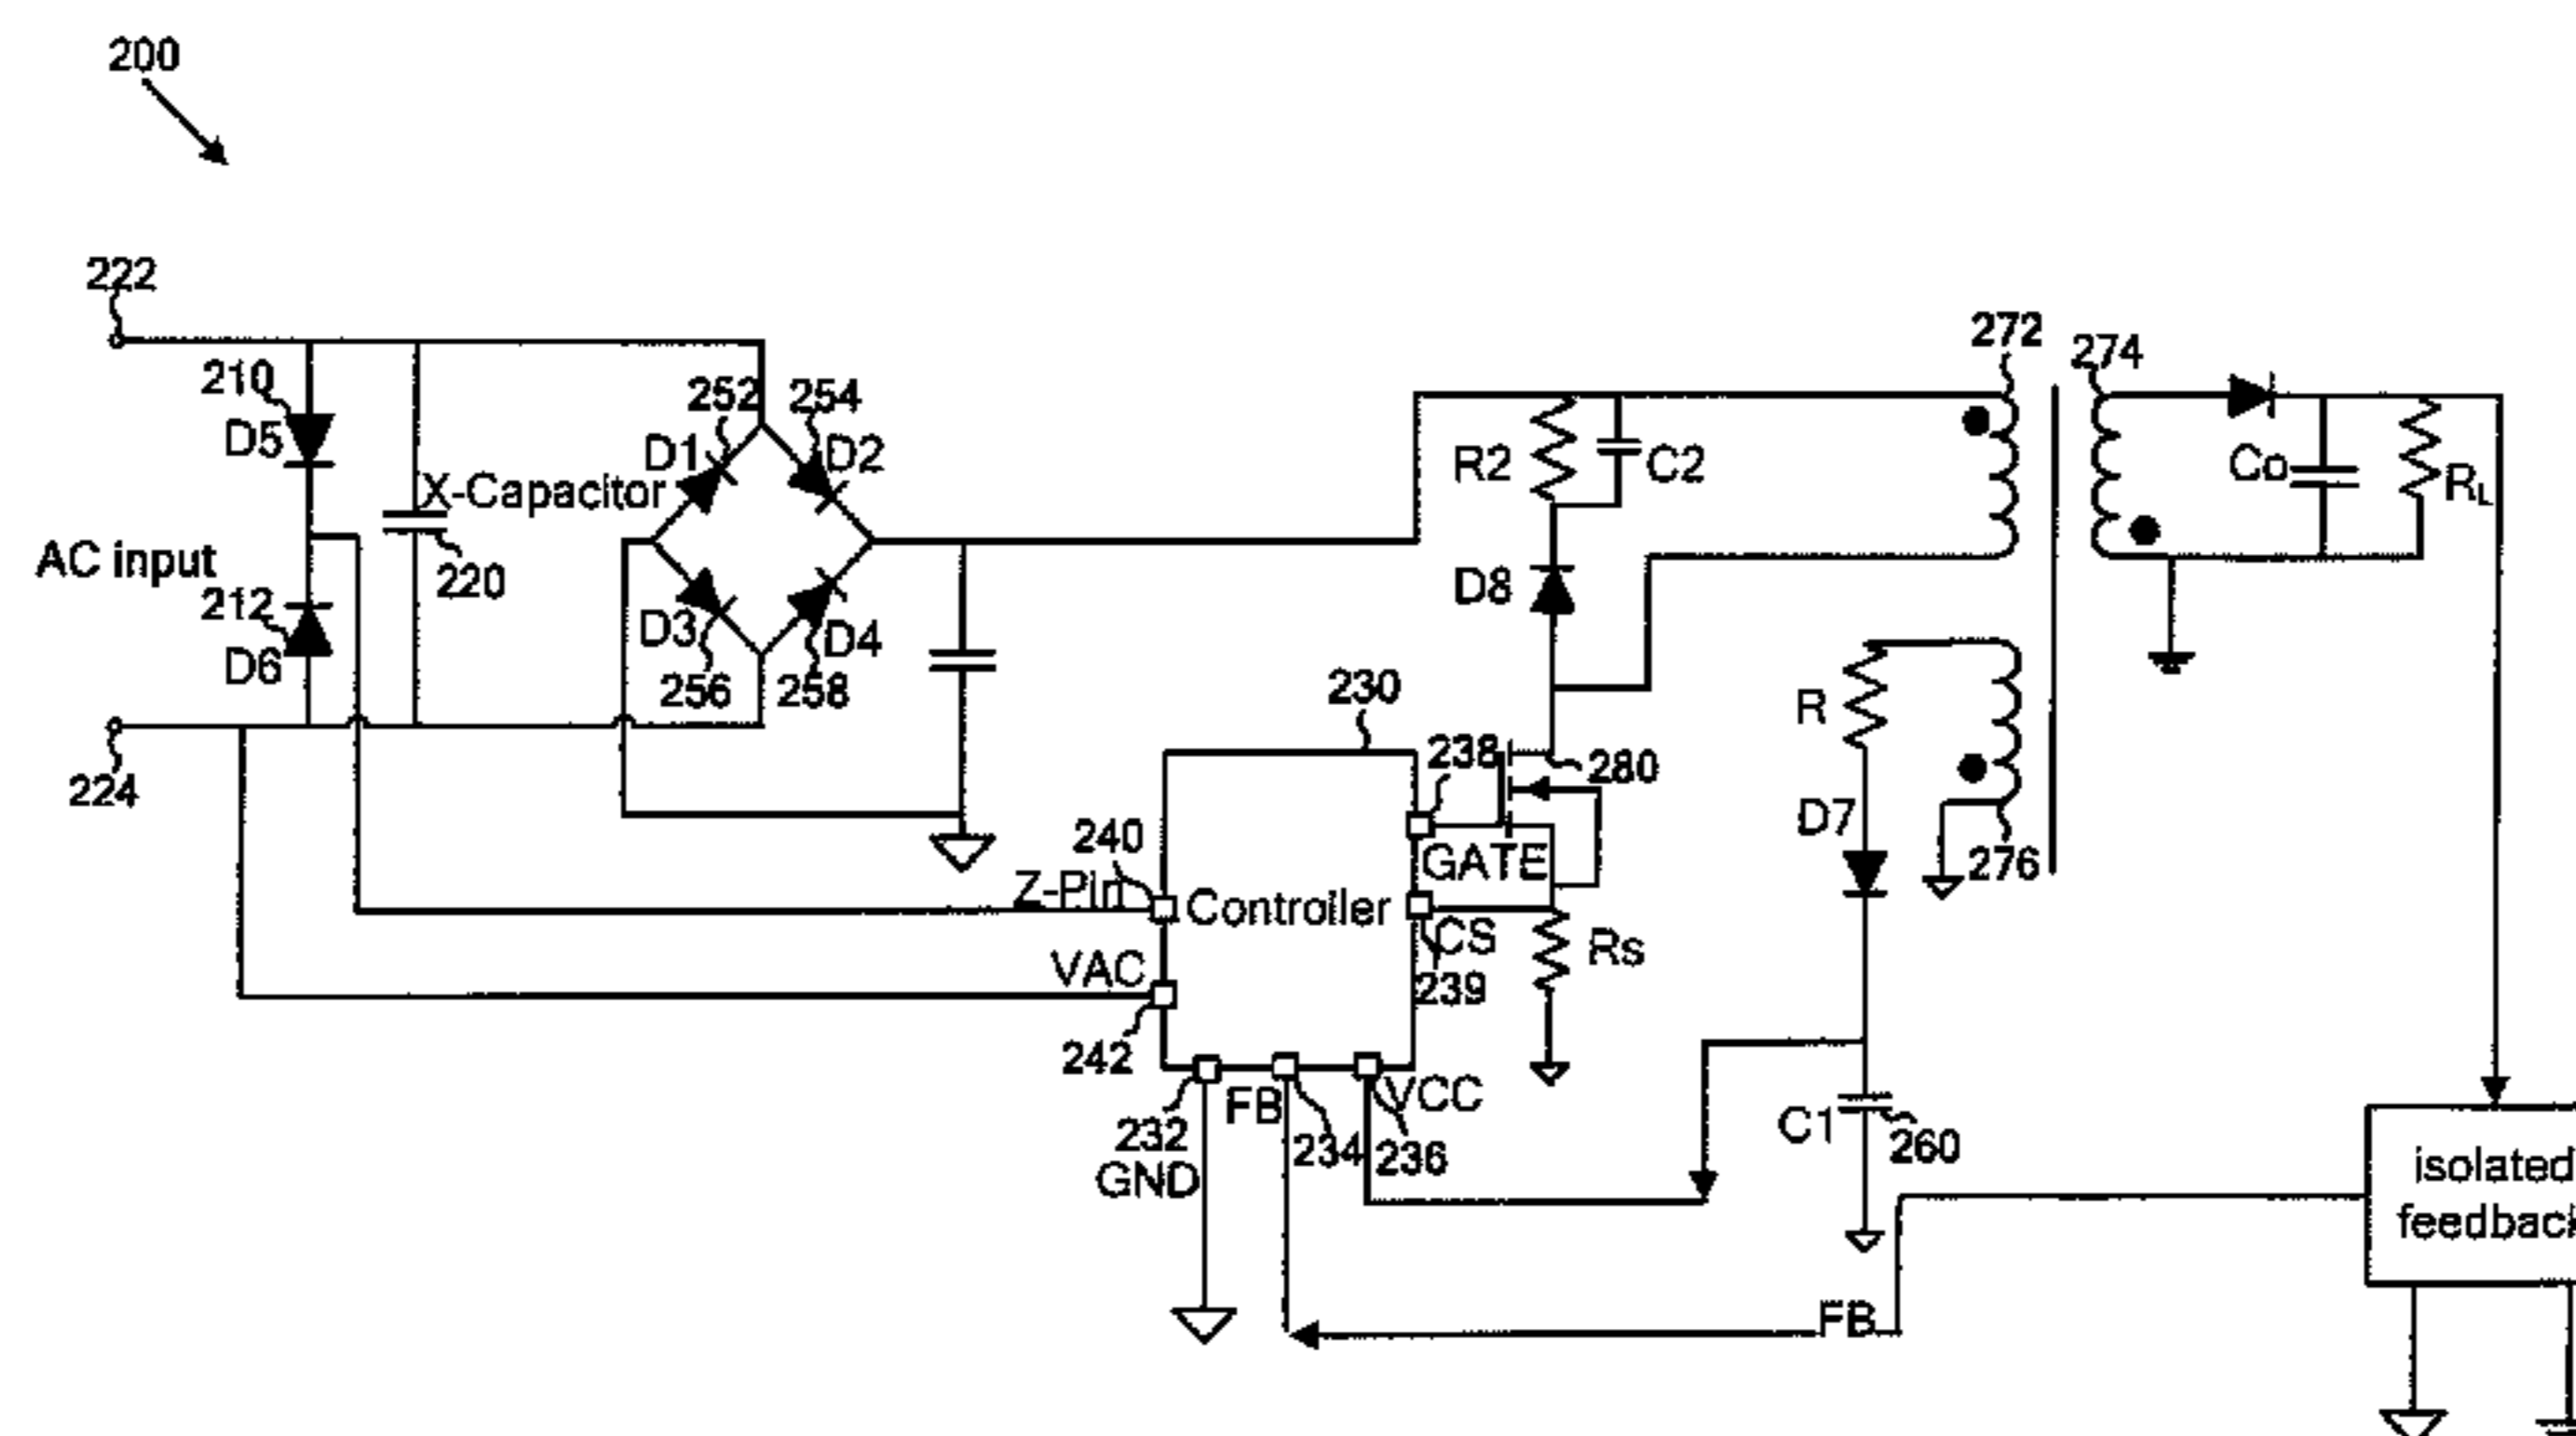 200
222
272
274
210
252
254
D5
D1
D2
R2
C2
Co
RL
X-Capacitor
AC input
220
D8
212
D3
D4
D6
256
258
230
R
224
238
280
D7
240
GATE
276
Z-Pin
Controller
CS
Rs
VAC
239
242
FB
VCC
232
234
236
C1
260
GND
isolated
feedback
FB